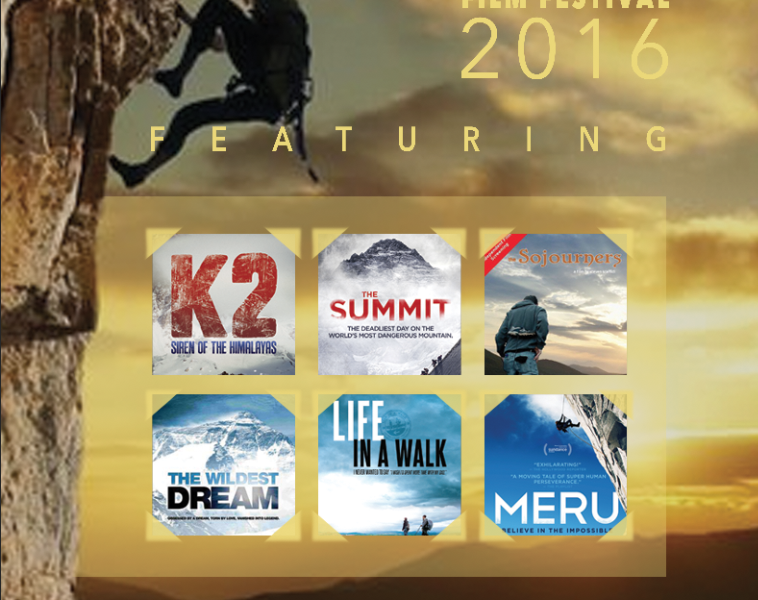 FILM FESTIVAL
2016
FEATURING
K2
SIREN OF THE HIMALAYAS
THE
SUMMIT
THE DEADLIEST DAY ON THE
WORLD'S MOST DANGEROUS MOUNTAIN.
The Sojourners
THE WILDEST
DREAM
LIFE
IN A WALK
"EXHILARATING!"
"A MOVING TALE OF SUPER HUMAN
PERSEVERANCE."
MERU
BELIEVE IN THE IMPOSSIBLE